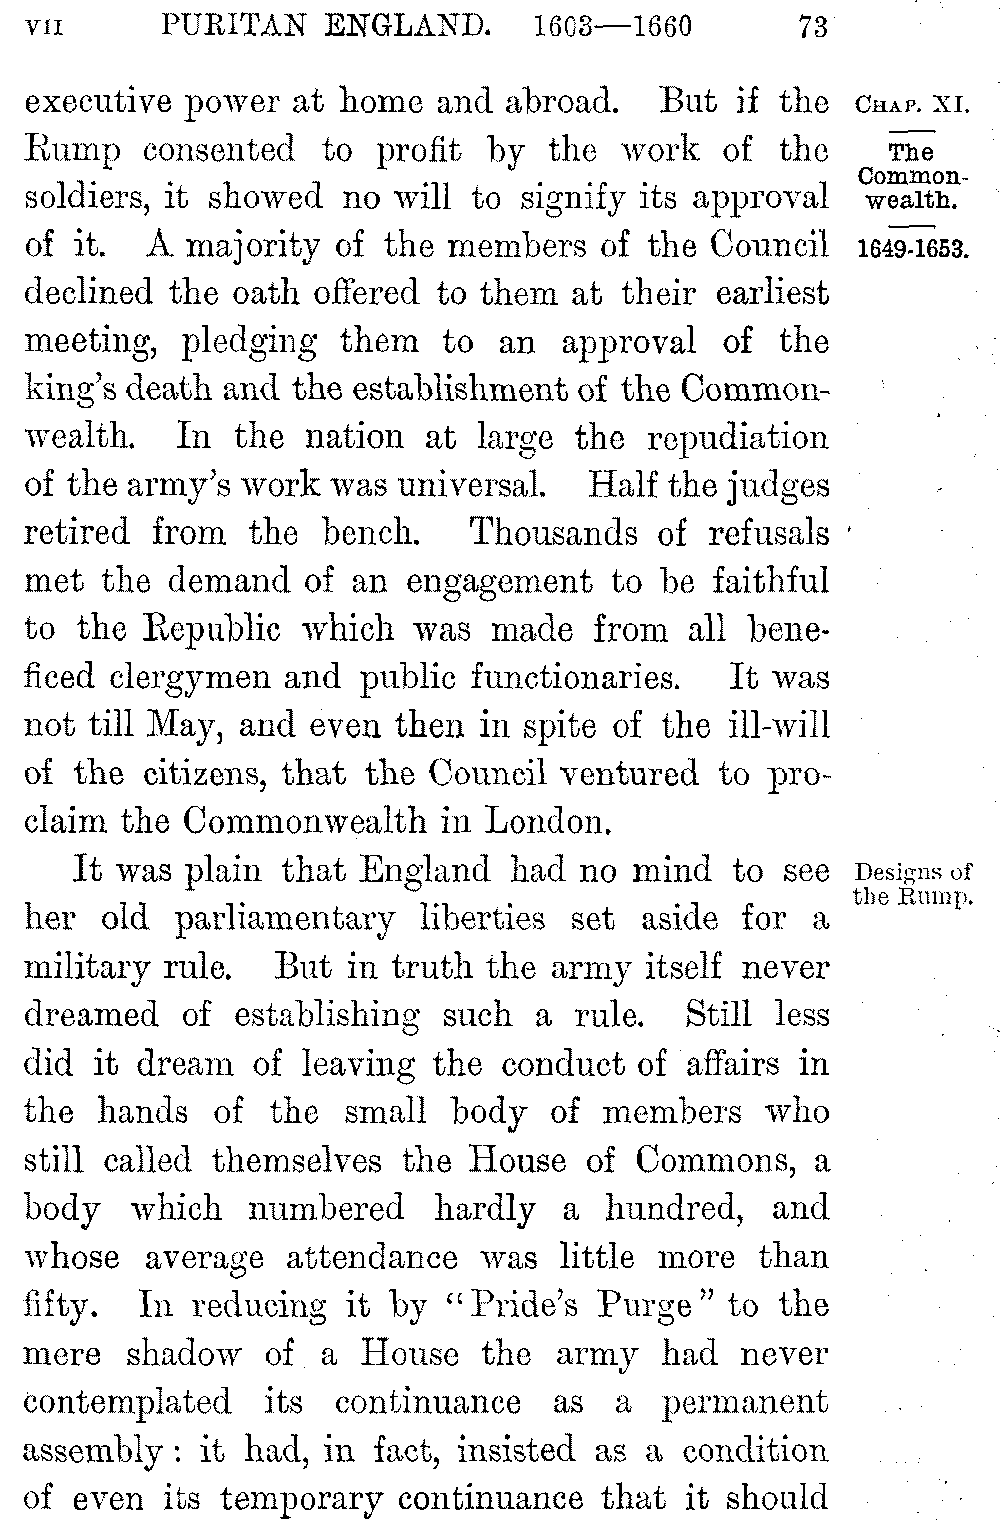 VII PURITAN ENGLAND. 1603—1660 73
executive power at home and abroad. But if the
Rump consented to profit by the work of the
soldiers, it showed no will to signify its approval
of it. A majority of the members of the Council
declined the oath offered to them at their earliest
meeting, pledging them to an approval of the
king's death and the establishment of the Common-
wealth. In the nation at large the repudiation
of the army's work was universal. Half the judges
retired from the bench. Thousands of refusals
met the demand of an engagement to be faithful
to the Republic which was made from all bene-
ficed clergymen and public functionaries. It was
not till May, and even then in spite of the ill-will
of the citizens, that the Council ventured to pro-
claim the Commonwealth in London.
CHAP. XI.
The
Common-
wealth.
1649-1653.
It was plain that England had no mind to see
her old parliamentary liberties set aside for a
military rule. But in truth the army itself never
dreamed of establishing such a rule. Still less
did it dream of leaving the conduct of affairs in
the hands of the small body of members who
still called themselves the House of Commons, a
body which numbered hardly a hundred, and
whose average attendance was little more than
fifty. In reducing it by "Pride's Purge" to the
mere shadow of a House the army had never
contemplated its continuance as a permanent
assembly: it had, in fact, insisted as a condition
of even its temporary continuance that it should
Designs of
the Rump.